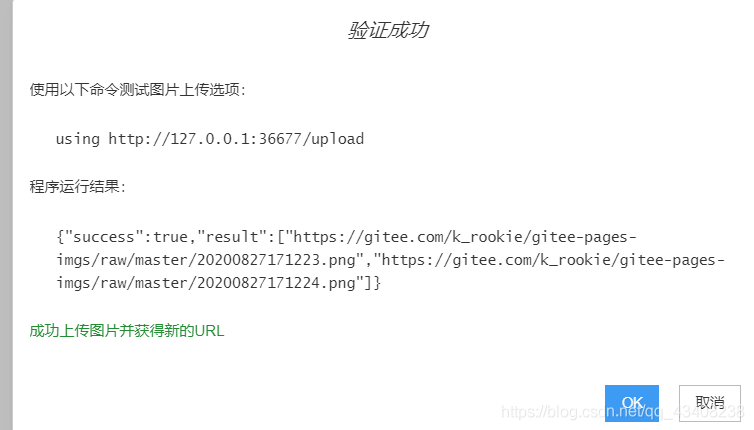 验证成功
使用以下命令测试图片上传选项:
using http://127.0.0.1:36677/upload
程序运行结果:
{"success":true,"result":["https://gitee.com/k_rookie/gitee-pages-
imgs/raw/master/20200827171223.png","https://gitee.com/k_rookie/gitee-pages-
imgs/raw/master/20200827171224.png"]}
成功上传图片并获得新的URL
OK 取消
https://blog.csdn.net/qq_43408238